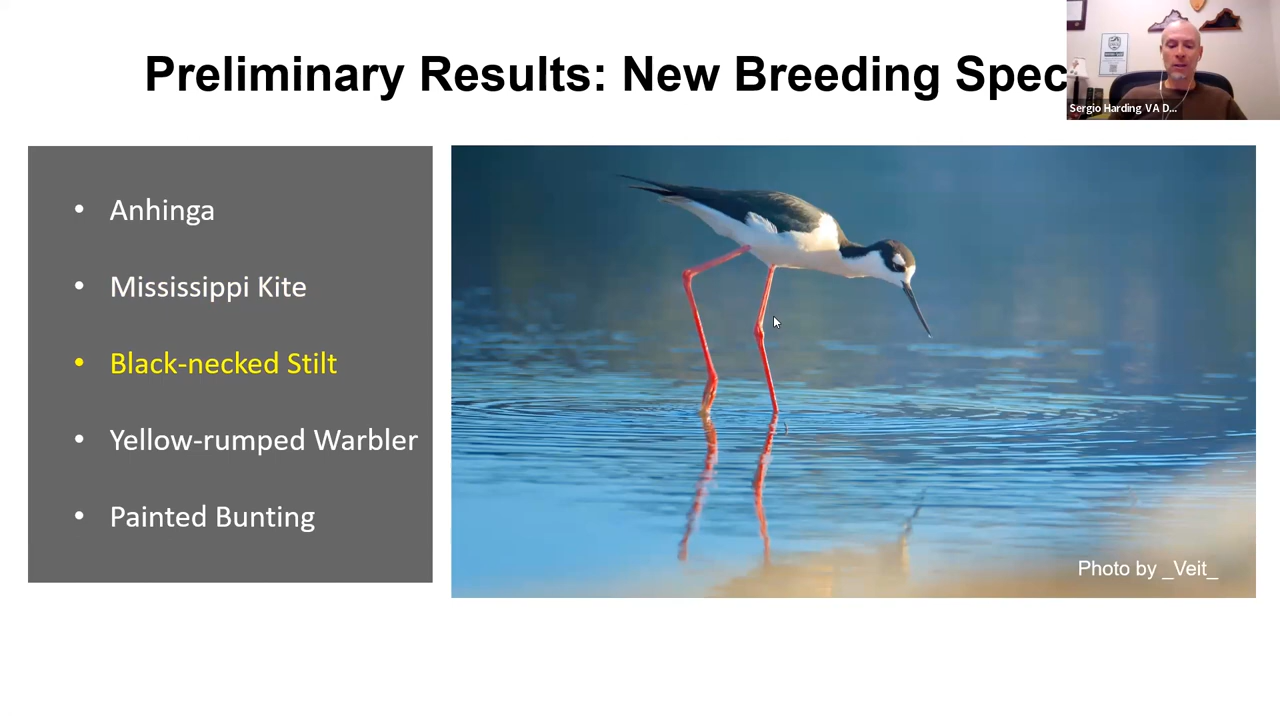 Preliminary Results: New Breeding Spec
Sergio Harding VA D...
• Anhinga
• Mississippi Kite
• Black-necked Stilt
• Yellow-rumped Warbler
• Painted Bunting
Photo by _Veit_